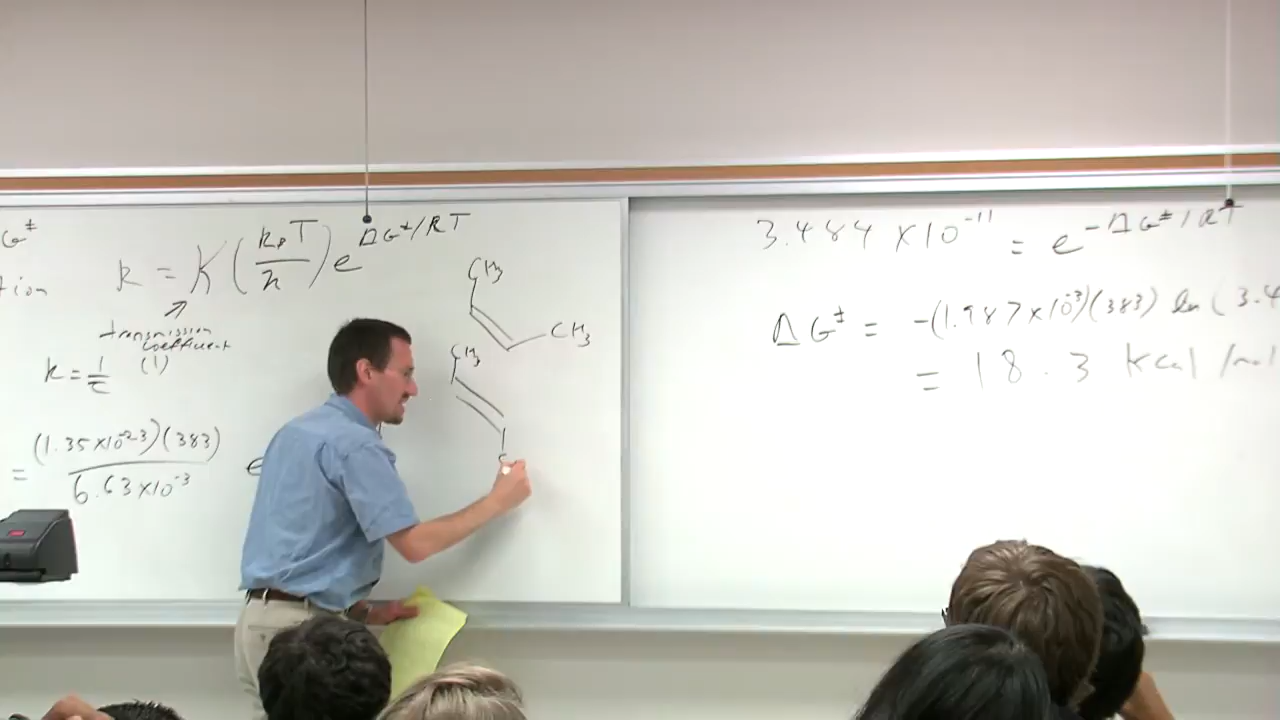 G‡
tion
k = K(k_BT/h)e^ΔG‡/RT
transmission
coefficient
(1)
k = 1/τ
= (1.35×10^-23)(383)
6.63×10^-3
e
CH3
CH3
CH3
3.484 ×10^-11 = e^-ΔG‡/RT
ΔG‡ = -(1.987×10^-3)(383) ln(3.4
= 18.3 kcal/mol